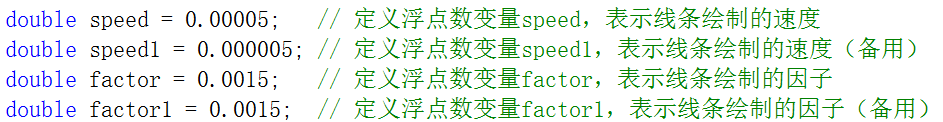 double speed = 0.00005;   // 定义浮点数变量speed，表示线条绘制的速度
double speed1 = 0.000005; // 定义浮点数变量speed1，表示线条绘制的速度（备用）
double factor = 0.0015;   // 定义浮点数变量factor，表示线条绘制的因子
double factor1 = 0.0015;  // 定义浮点数变量factor1，表示线条绘制的因子（备用）